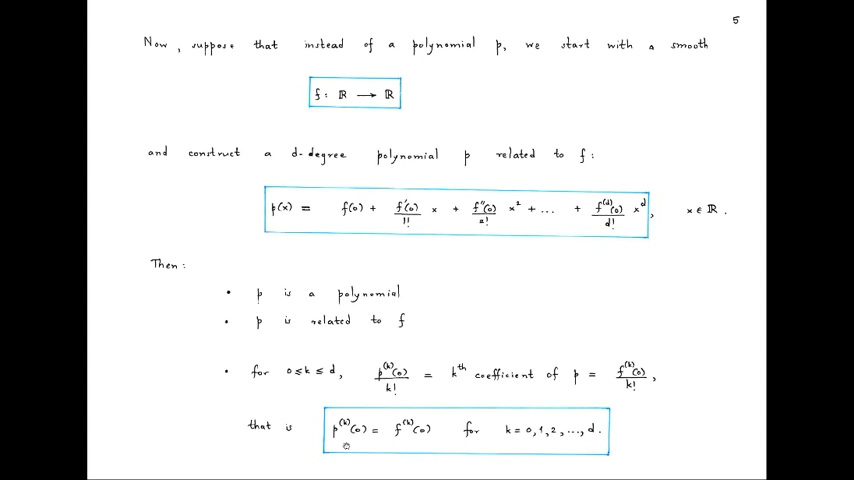 5
Now, suppose that instead of a polynomial p, we start with a smooth
f: ℝ → ℝ
and construct a d-degree polynomial p related to f:
p(x) = f(0) + f'(0)/1! x + f''(0)/2! x² + ... + f^(d)(0)/d! x^d, x ∈ ℝ.
Then:
• p is a polynomial
• p is related to f
• for 0 ≤ k ≤ d, p^(k)(0)/k! = k^th coefficient of p = f^(k)(0)/k!,
that is p^(k)(0) = f^(k)(0) for k = 0, 1, 2, ..., d.